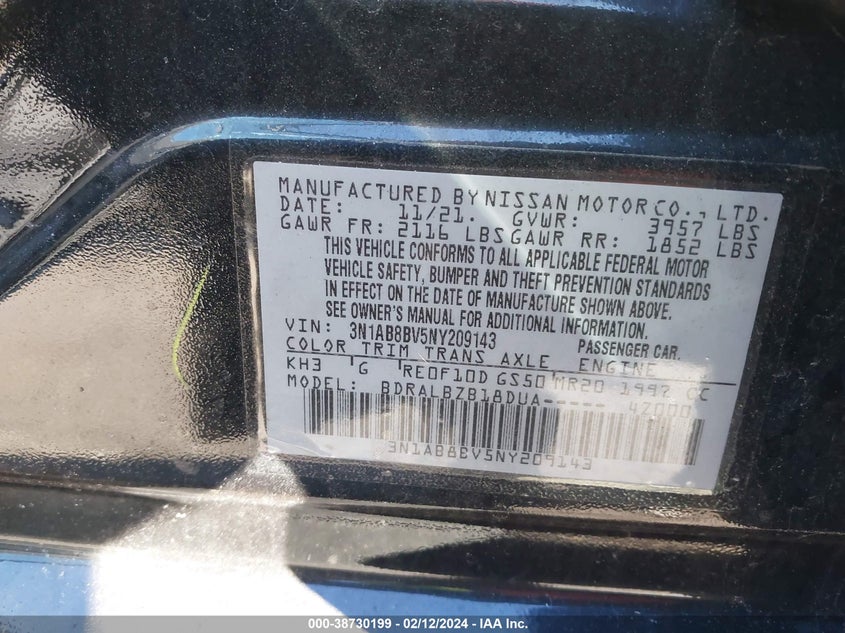 MANUFACTURED BY NISSAN MOTOR CO., LTD.
DATE: 11/21. GVWR: 3957 LBS
GAWR FR: 2116 LBS GAWR RR: 1852 LBS
THIS VEHICLE CONFORMS TO ALL APPLICABLE FEDERAL MOTOR
VEHICLE SAFETY, BUMPER AND THEFT PREVENTION STANDARDS
IN EFFECT ON THE DATE OF MANUFACTURE SHOWN ABOVE.
SEE OWNER'S MANUAL FOR ADDITIONAL INFORMATION.
VIN: 3N1AB8BV5NY209143 PASSENGER CAR.
COLOR TRIM TRANS AXLE ENGINE
KH3 G RE0F10D GS50 MR20 1997 CC
MODEL: BDRALBZB18DUA----- 42000
3N1AB8BV5NY209143
000-38730199 - 02/12/2024 - IAA Inc.